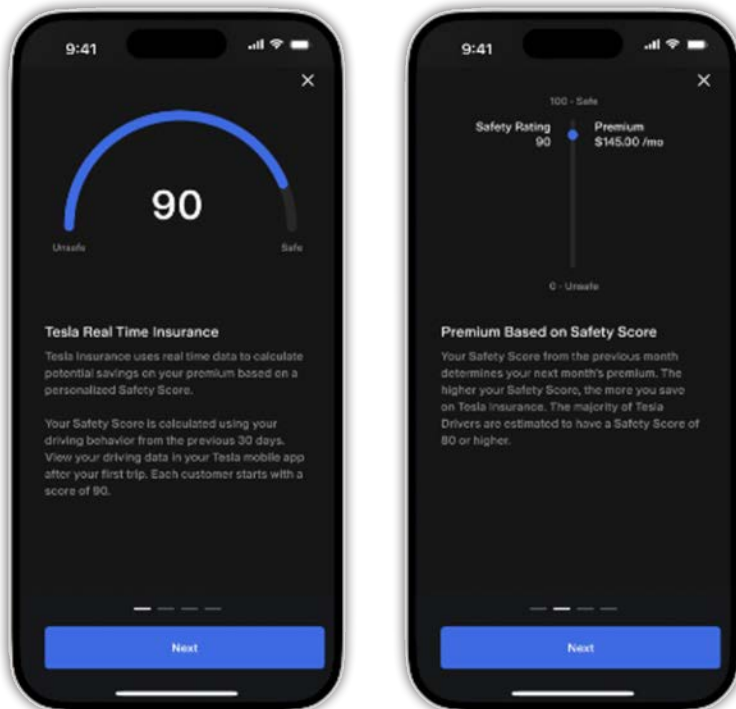 9:41
90
Unsafe
Safe
Tesla Real Time Insurance
Tesla Insurance uses real time data to calculate
potential savings on your premium based on a
personalized Safety Score.
Your Safety Score is calculated using your
driving behavior from the previous 30 days.
View your driving data in your Tesla mobile app
after your first trip. Each customer starts with a
score of 90.
Next
9:41
100 - Safe
Safety Rating
90
Premium
$145.00 /mo
0 - Unsafe
Premium Based on Safety Score
Your Safety Score from the previous month
determines your next month's premium. The
higher your Safety Score, the more you save
on Tesla Insurance. The majority of Tesla
Drivers are estimated to have a Safety Score of
80 or higher.
Next